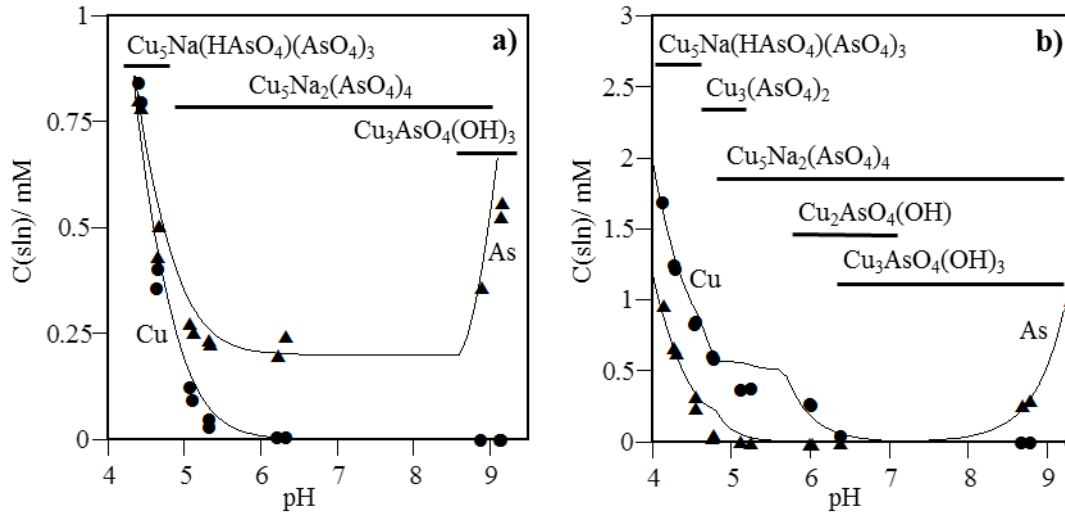 1
a)
Cu₅Na(HAsO₄)(AsO₄)₃
Cu₅Na₂(AsO₄)₄
0.75
Cu₃AsO₄(OH)₃
C(sln)/ mM
0.5
As
Cu
0.25
0
4 5 6 7 8 9
pH
3
b)
Cu₅Na(HAsO₄)(AsO₄)₃
2.5
Cu₃(AsO₄)₂
2
Cu₅Na₂(AsO₄)₄
C(sln)/ mM
1.5
Cu₂AsO₄(OH)
Cu₃AsO₄(OH)₃
Cu
1
As
0.5
0
4 5 6 7 8 9
pH